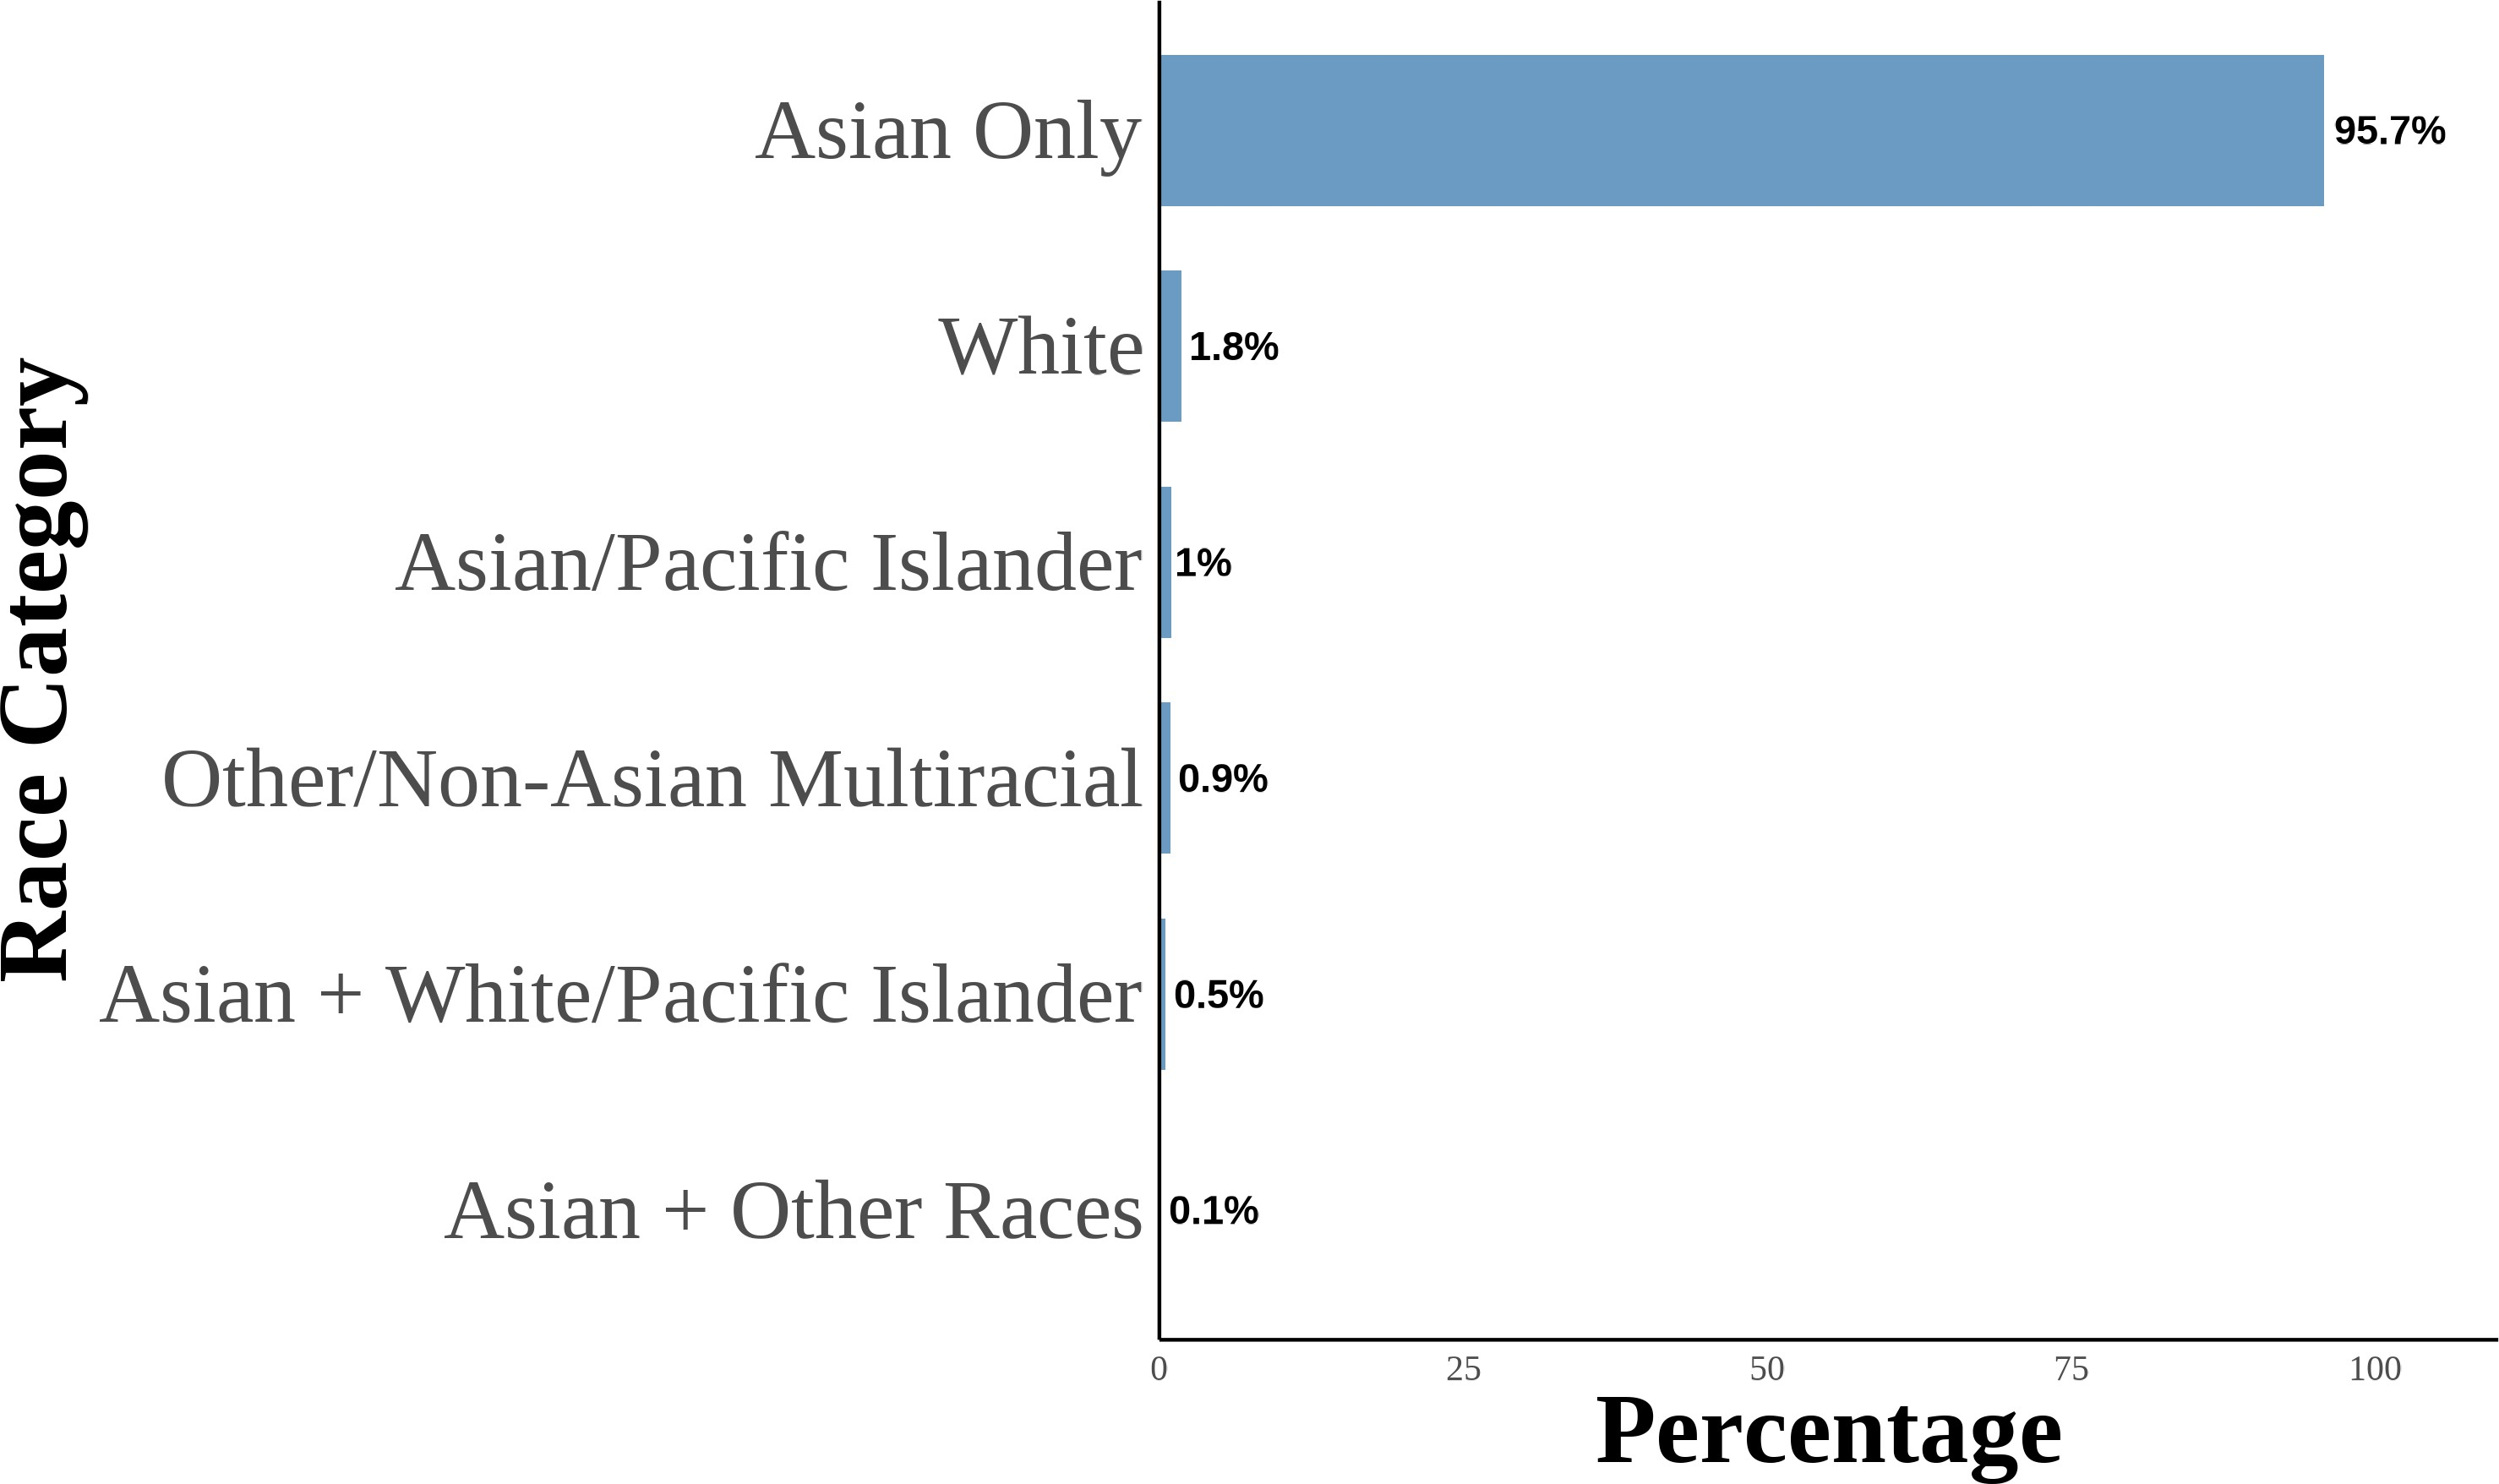 Asian Only
95.7%
White
1.8%
Asian/Pacific Islander
1%
Other/Non-Asian Multiracial
0.9%
Asian + White/Pacific Islander
0.5%
Asian + Other Races
0.1%
Race Category
0 25 50 75 100
Percentage